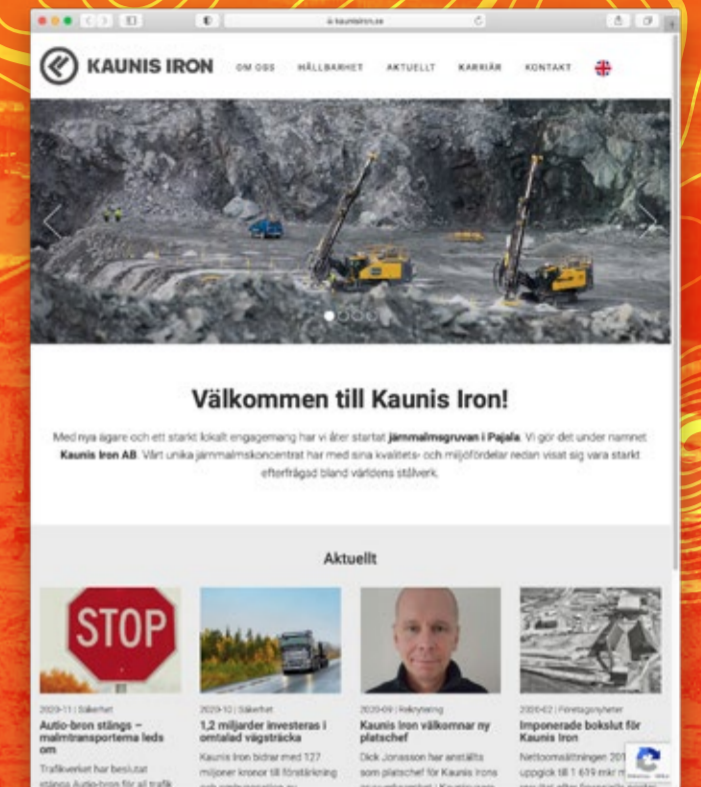 kaunisiron.se
KAUNIS IRON
OM OSS HÅLLBARHET AKTUELLT KARRIÄR KONTAKT
Välkommen till Kaunis Iron!
Med nya ägare och ett starkt lokalt engagemang har vi åter startat järnmalmsgruvan i Pajala. Vi gör det under namnet
Kaunis Iron AB. Vårt unika järnmalmskoncentrat har med sina kvalitets- och miljöfördelar redan visat sig vara starkt
efterfrågad bland världens stålverk.
Aktuellt
STOP
2020-11 | Säkerhet
Autio-bron stängs –
malmtransporterna leds
om
Trafikverket har beslutat
stänga Autio-bron för all trafik
2020-10 | Säkerhet
1,2 miljarder investeras i
omtalad vägsträcka
Kaunis Iron bidrar med 127
miljoner kronor till förstärkning
2020-09 | Rekrytering
Kaunis Iron välkomnar ny
platschef
Dick Jonasson har anställts
som platschef för Kaunis Irons
2020-02 | Företagsnyheter
Imponerade bokslut för
Kaunis Iron
Nettoomsättningen
uppgick till 1 619 mkr